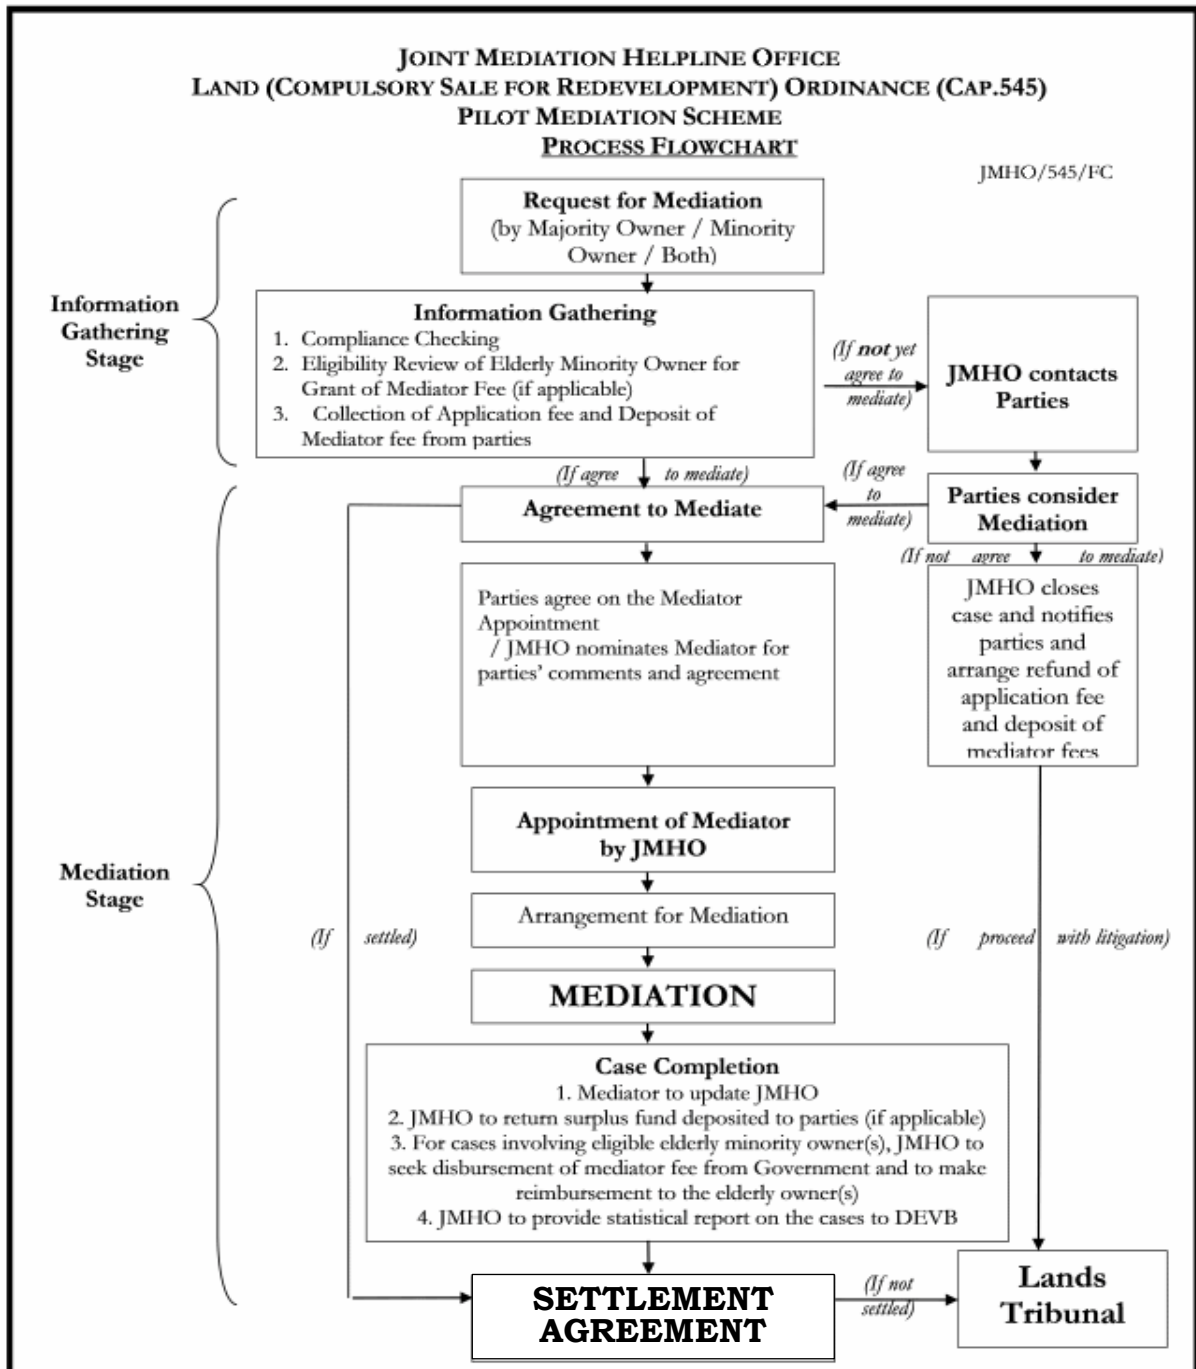 JOINT MEDIATION HELPLINE OFFICE
LAND (COMPULSORY SALE FOR REDEVELOPMENT) ORDINANCE (CAP.545)
PILOT MEDIATION SCHEME
PROCESS FLOWCHART
JMHO/545/FC
Request for Mediation
(by Majority Owner / Minority
Owner / Both)
Information
Gathering
Stage
Information Gathering
1. Compliance Checking
2. Eligibility Review of Elderly Minority Owner for
Grant of Mediator Fee (if applicable)
3. Collection of Application fee and Deposit of
Mediator fee from parties
(If not yet
agree to
mediate)
JMHO contacts
Parties
(If agree to mediate)
(If agree
to
mediate)
Agreement to Mediate
Parties consider
Mediation
(If not agree to mediate)
Parties agree on the Mediator
Appointment
/ JMHO nominates Mediator for
parties' comments and agreement
JMHO closes
case and notifies
parties and
arrange refund of
application fee
and deposit of
mediator fees
Appointment of Mediator
by JMHO
Mediation
Stage
Arrangement for Mediation
(If settled)
(If proceed with litigation)
MEDIATION
Case Completion
1. Mediator to update JMHO
2. JMHO to return surplus fund deposited to parties (if applicable)
3. For cases involving eligible elderly minority owner(s), JMHO to
seek disbursement of mediator fee from Government and to make
reimbursement to the elderly owner(s)
4. JMHO to provide statistical report on the cases to DEVB
SETTLEMENT
AGREEMENT
(If not
settled)
Lands
Tribunal